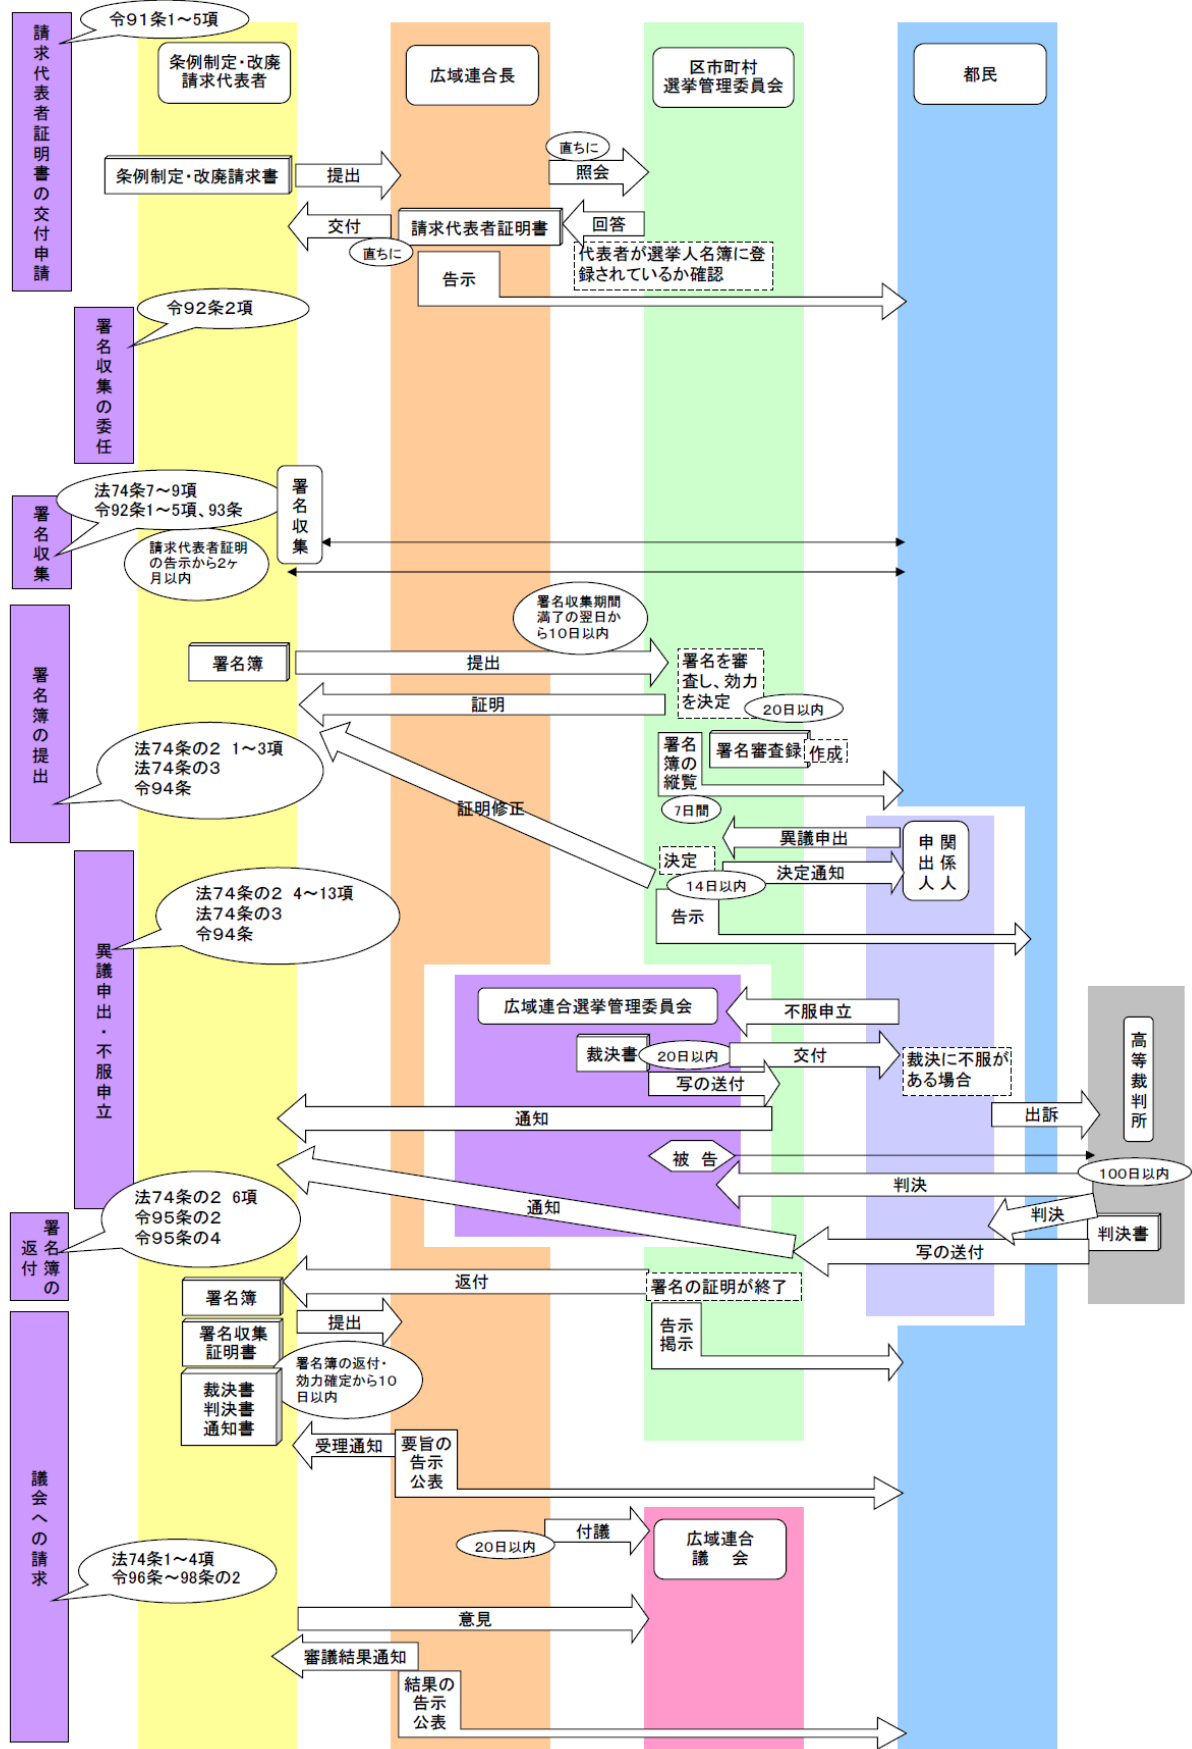 令91条1～5項
請求代表者証明書の交付申請
条例制定・改廃
請求代表者
広域連合長
区市町村
選挙管理委員会
都民
直ちに
条例制定・改廃請求書
提出
照会
交付
請求代表者証明書
回答
直ちに
代表者が選挙人名簿に登
録されているか確認
告示
令92条2項
署名収集の委任
法74条7～9項
令92条1～5項、93条
署名収集
署名収集
請求代表者証明
の告示から2ヶ
月以内
署名収集期間
満了の翌日か
ら10日以内
署名簿の提出
署名簿
提出
署名を審
査し、効力
を決定
20日以内
証明
法74条の2 1～3項
法74条の3
令94条
署名
簿の
縦覧
署名審査録
作成
7日間
証明修正
異議申出
関係人
申出人
決定
決定通知
14日以内
告示
異議申出・不服申立
法74条の2 4～13項
法74条の3
令94条
広域連合選挙管理委員会
不服申立
高等裁判所
裁決書
20日以内
交付
裁決に不服が
ある場合
写の送付
通知
出訴
被 告
100日以内
判決
通知
判決
判決書
写の送付
署名簿の
返付
法74条の2 6項
令95条の2
令95条の4
返付
署名の証明が終了
署名簿
提出
告示
掲示
署名収集
証明書
署名簿の返付・
効力確定から10
日以内
裁決書
判決書
通知書
受理通知
要旨の
告示
公表
議会への請求
付議
20日以内
広域連合
議 会
法74条1～4項
令96条～98条の2
意見
審議結果通知
結果の
告示
公表